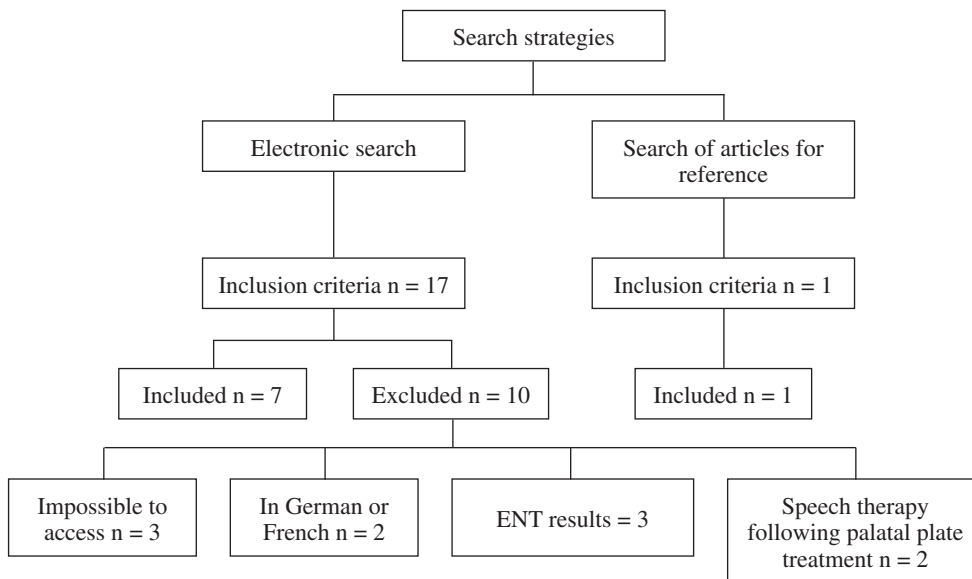 Search strategies
Electronic search
Search of articles for
reference
Inclusion criteria n = 17
Inclusion criteria n = 1
Included n = 7
Excluded n = 10
Included n = 1
Impossible to
access n = 3
In German or
French n = 2
ENT results = 3
Speech therapy
following palatal plate
treatment n = 2